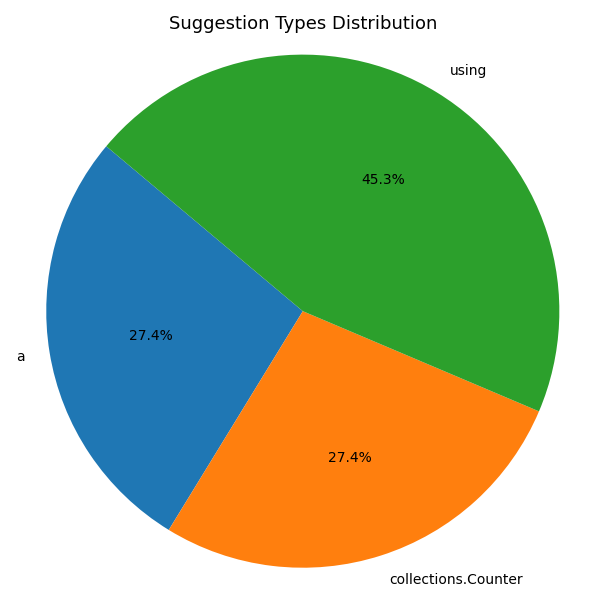 Suggestion Types Distribution
using
45.3%
27.4%
a
27.4%
collections.Counter